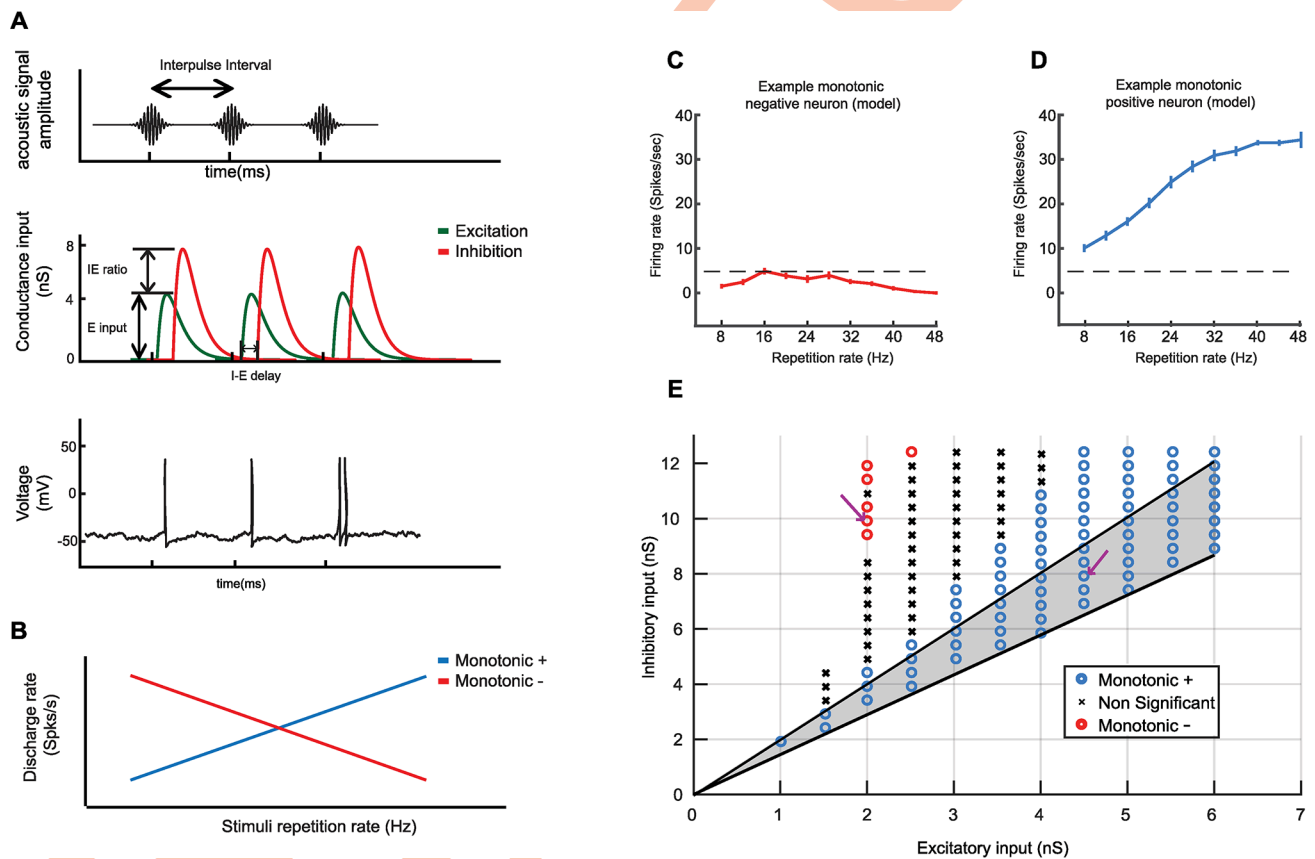 A
acoustic signal
amplitude
Interpulse Interval
time(ms)
Conductance input
(nS)
8
4
0
IE ratio
E input
Excitation
Inhibition
I-E delay
Voltage
(mV)
50
0
-50
time(ms)
B
Discharge rate
(Spks/s)
Monotonic +
Monotonic -
Stimuli repetition rate (Hz)
C
Example monotonic
negative neuron (model)
Firing rate (Spikes/sec)
40
30
20
10
0
8 16 24 32 40 48
Repetition rate (Hz)
D
Example monotonic
positive neuron (model)
Firing rate (Spikes/sec)
40
30
20
10
0
8 16 24 32 40 48
Repetition rate (Hz)
E
Inhibitory input (nS)
12
10
8
6
4
2
0
0 1 2 3 4 5 6 7
Excitatory input (nS)
Monotonic +
Non Significant
Monotonic –